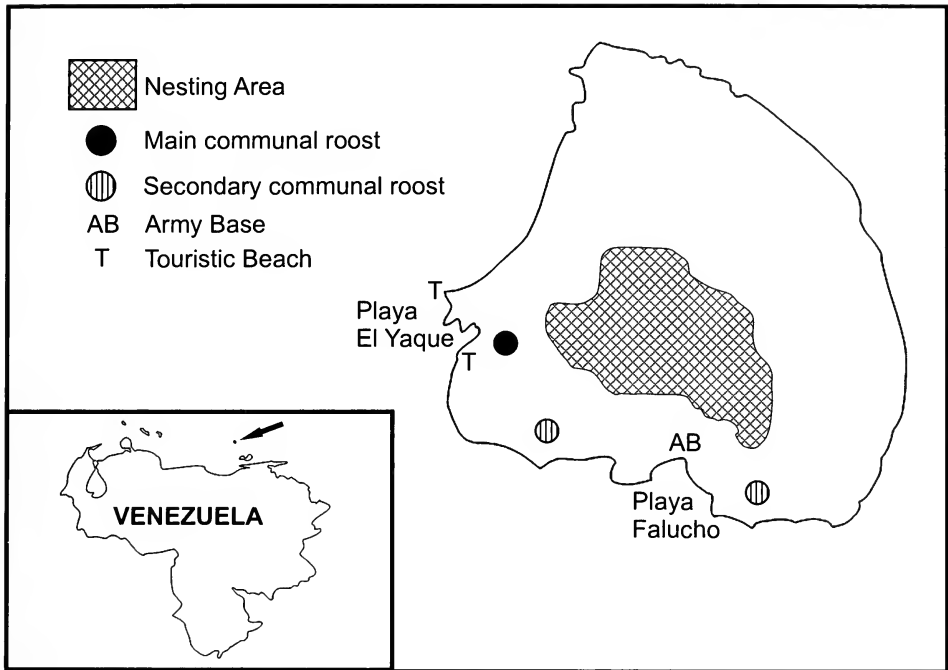 Nesting Area
Main communal roost
Secondary communal roost
AB Army Base
T Touristic Beach
T
Playa
El Yaque
T
AB
Playa
Falucho
VENEZUELA